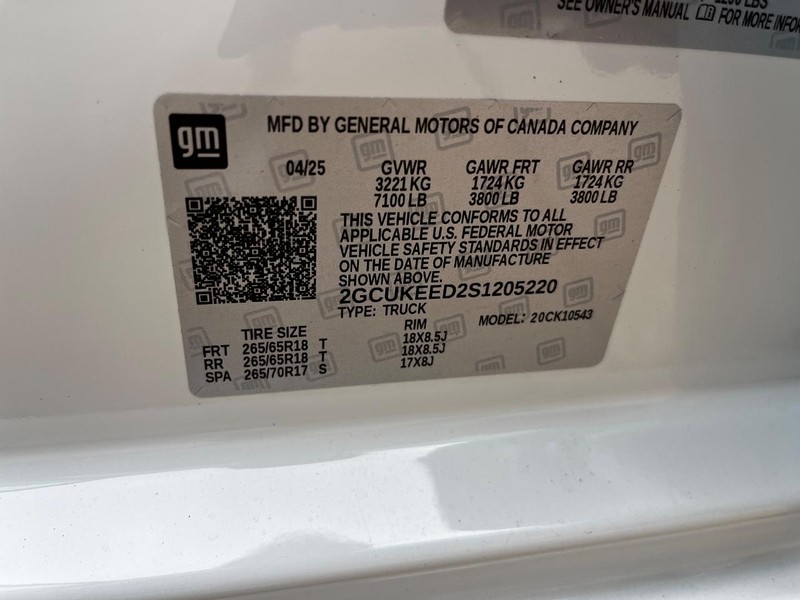 1250 LBS
SEE OWNER'S MANUAL FOR MORE INFOR
gm
MFD BY GENERAL MOTORS OF CANADA COMPANY
04/25 GVWR GAWR FRT GAWR RR
3221 KG 1724 KG 1724 KG
7100 LB 3800 LB 3800 LB
THIS VEHICLE CONFORMS TO ALL
APPLICABLE U.S. FEDERAL MOTOR
VEHICLE SAFETY STANDARDS IN EFFECT
ON THE DATE OF MANUFACTURE
SHOWN ABOVE.
2GCUKEED2S1205220
TYPE: TRUCK MODEL: 20CK10543
TIRE SIZE RIM
FRT 265/65R18 T 18X8.5J
RR 265/65R18 T 18X8.5J
SPA 265/70R17 S 17X8J